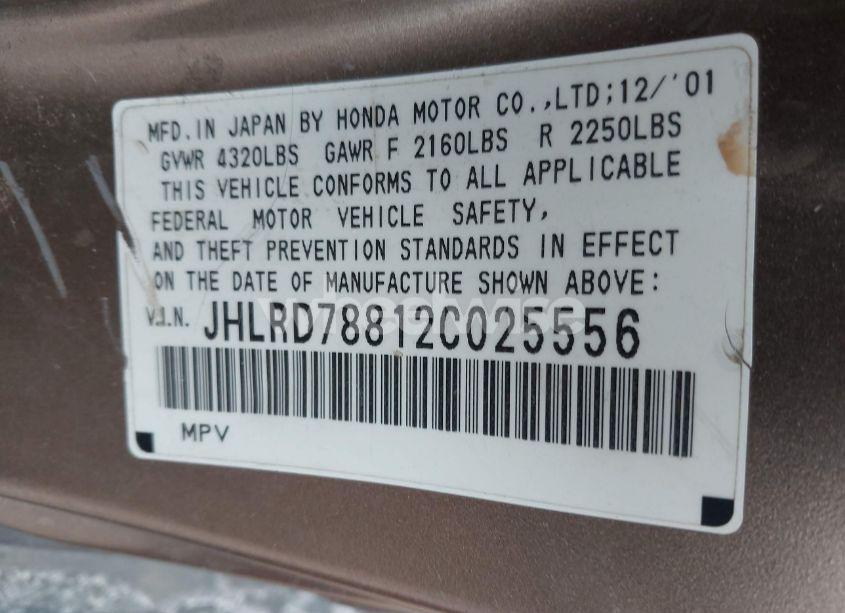 MFD. IN JAPAN BY HONDA MOTOR CO.,LTD;12/'01
GVWR 4320LBS GAWR F 2160LBS R 2250LBS
THIS VEHICLE CONFORMS TO ALL APPLICABLE
FEDERAL MOTOR VEHICLE SAFETY,
AND THEFT PREVENTION STANDARDS IN EFFECT
ON THE DATE OF MANUFACTURE SHOWN ABOVE:
V.I.N. JHLRD78812C025556
MPV